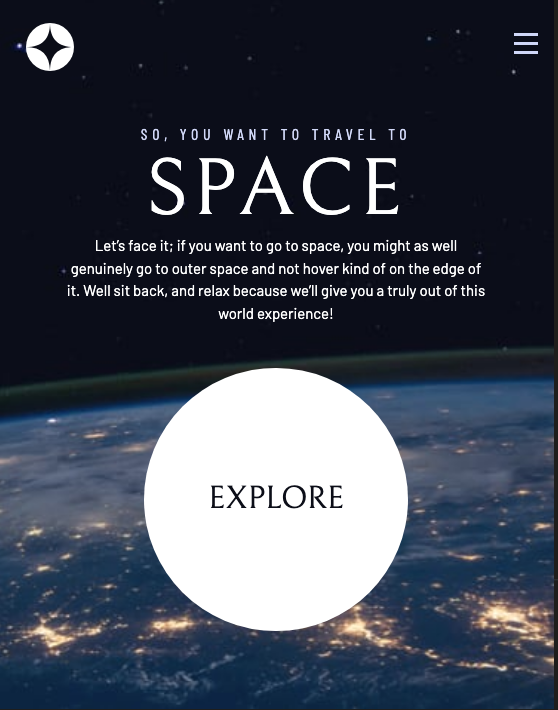 SO, YOU WANT TO TRAVEL TO
SPACE
Let’s face it; if you want to go to space, you might as well
genuinely go to outer space and not hover kind of on the edge of
it. Well sit back, and relax because we’ll give you a truly out of this
world experience!
EXPLORE